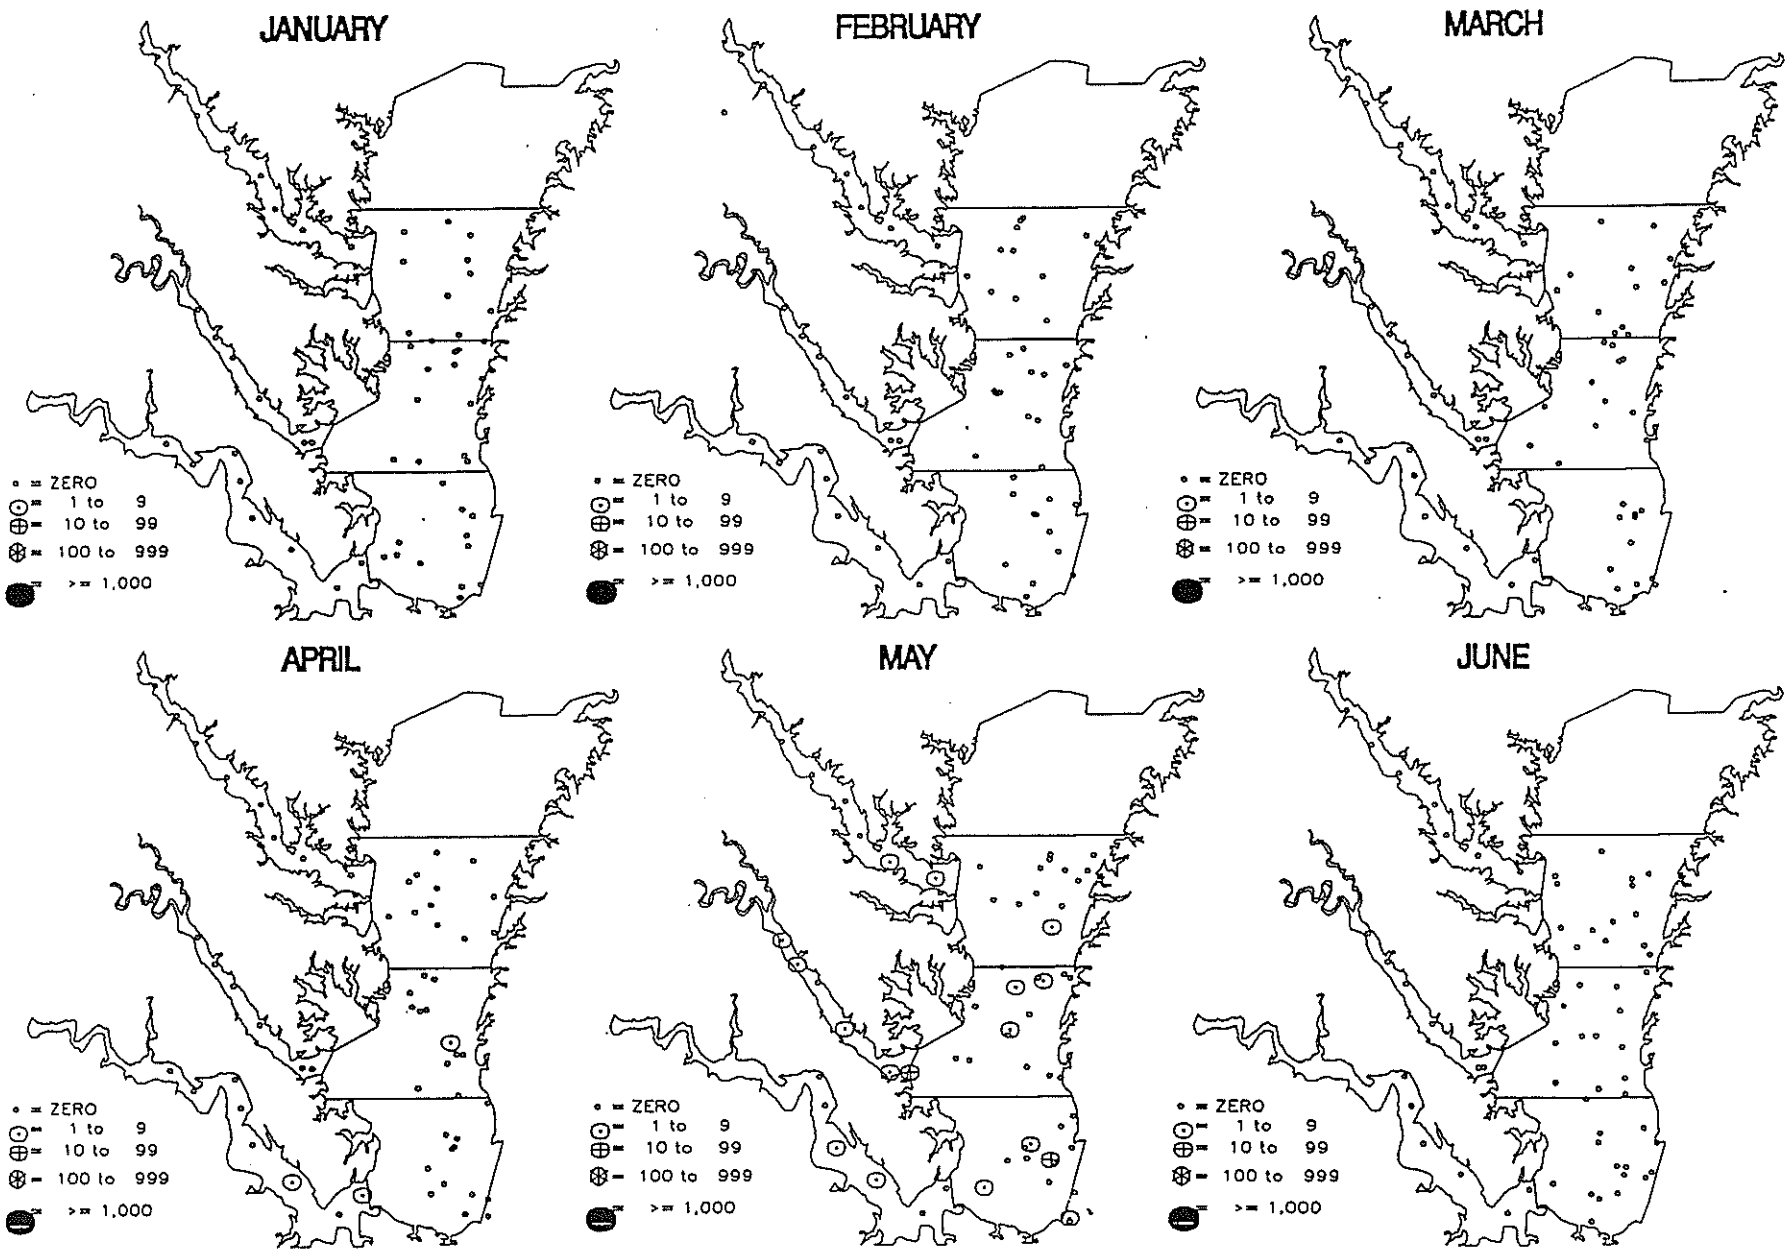 JANUARY
FEBRUARY
MARCH
= ZERO
= 1 to 9
= 10 to 99
= 100 to 999
= >= 1,000
= ZERO
= 1 to 9
= 10 to 99
= 100 to 999
= >= 1,000
= ZERO
= 1 to 9
= 10 to 99
= 100 to 999
= >= 1,000
APRIL
MAY
JUNE
= ZERO
= 1 to 9
= 10 to 99
= 100 to 999
= >= 1,000
= ZERO
= 1 to 9
= 10 to 99
= 100 to 999
= >= 1,000
= ZERO
= 1 to 9
= 10 to 99
= 100 to 999
= >= 1,000